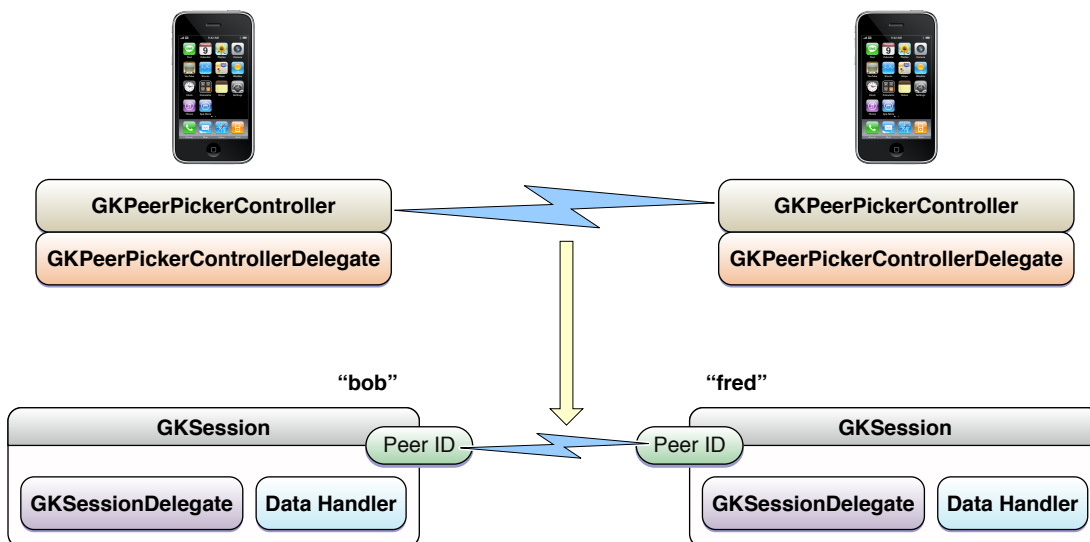 GKPeerPickerController
GKPeerPickerController
GKPeerPickerControllerDelegate
GKPeerPickerControllerDelegate
“bob”
“fred”
GKSession
GKSession
Peer ID
Peer ID
GKSessionDelegate
Data Handler
GKSessionDelegate
Data Handler